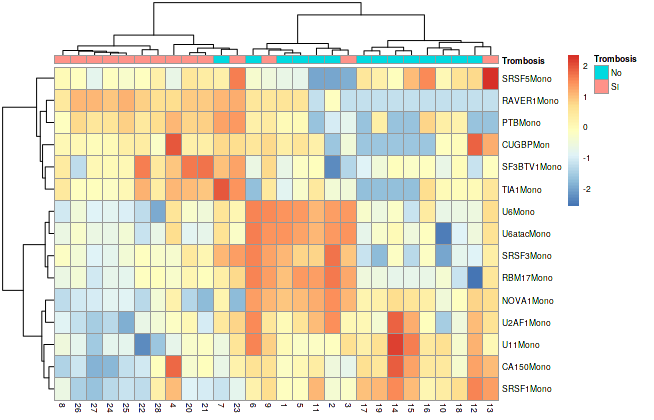 Trombosis
Trombosis
No
SI
2
1
0
-1
-2
SRSF5Mono
RAVER1Mono
PTBMono
CUGBPMon
SF3BTV1Mono
TIA1Mono
U6Mono
U6atacMono
SRSF3Mono
RBM17Mono
NOVA1Mono
U2AF1Mono
U11Mono
CA150Mono
SRSF1Mono
8 26 27 24 25 22 28 4 20 21 7 23 6 9 1 5 11 2 3 17 19 14 15 16 10 18 12 13